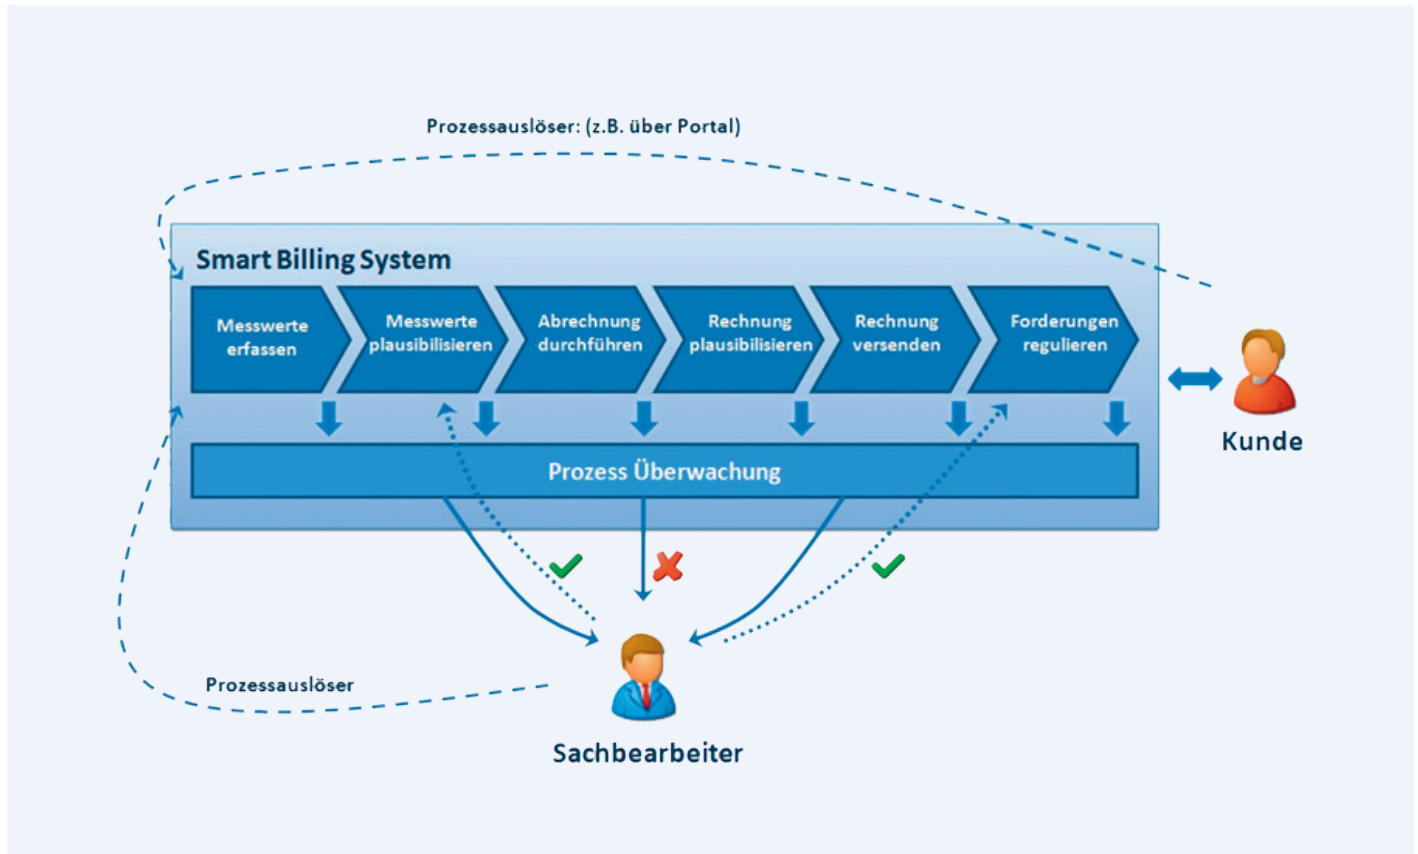 Prozessauslöser: (z.B. über Portal)
Smart Billing System
Messwerte
erfassen
Messwerte
plausibilisieren
Abrechnung
durchführen
Rechnung
plausibilisieren
Rechnung
versenden
Forderungen
regulieren
Kunde
Prozess Überwachung
Prozessauslöser
Sachbearbeiter